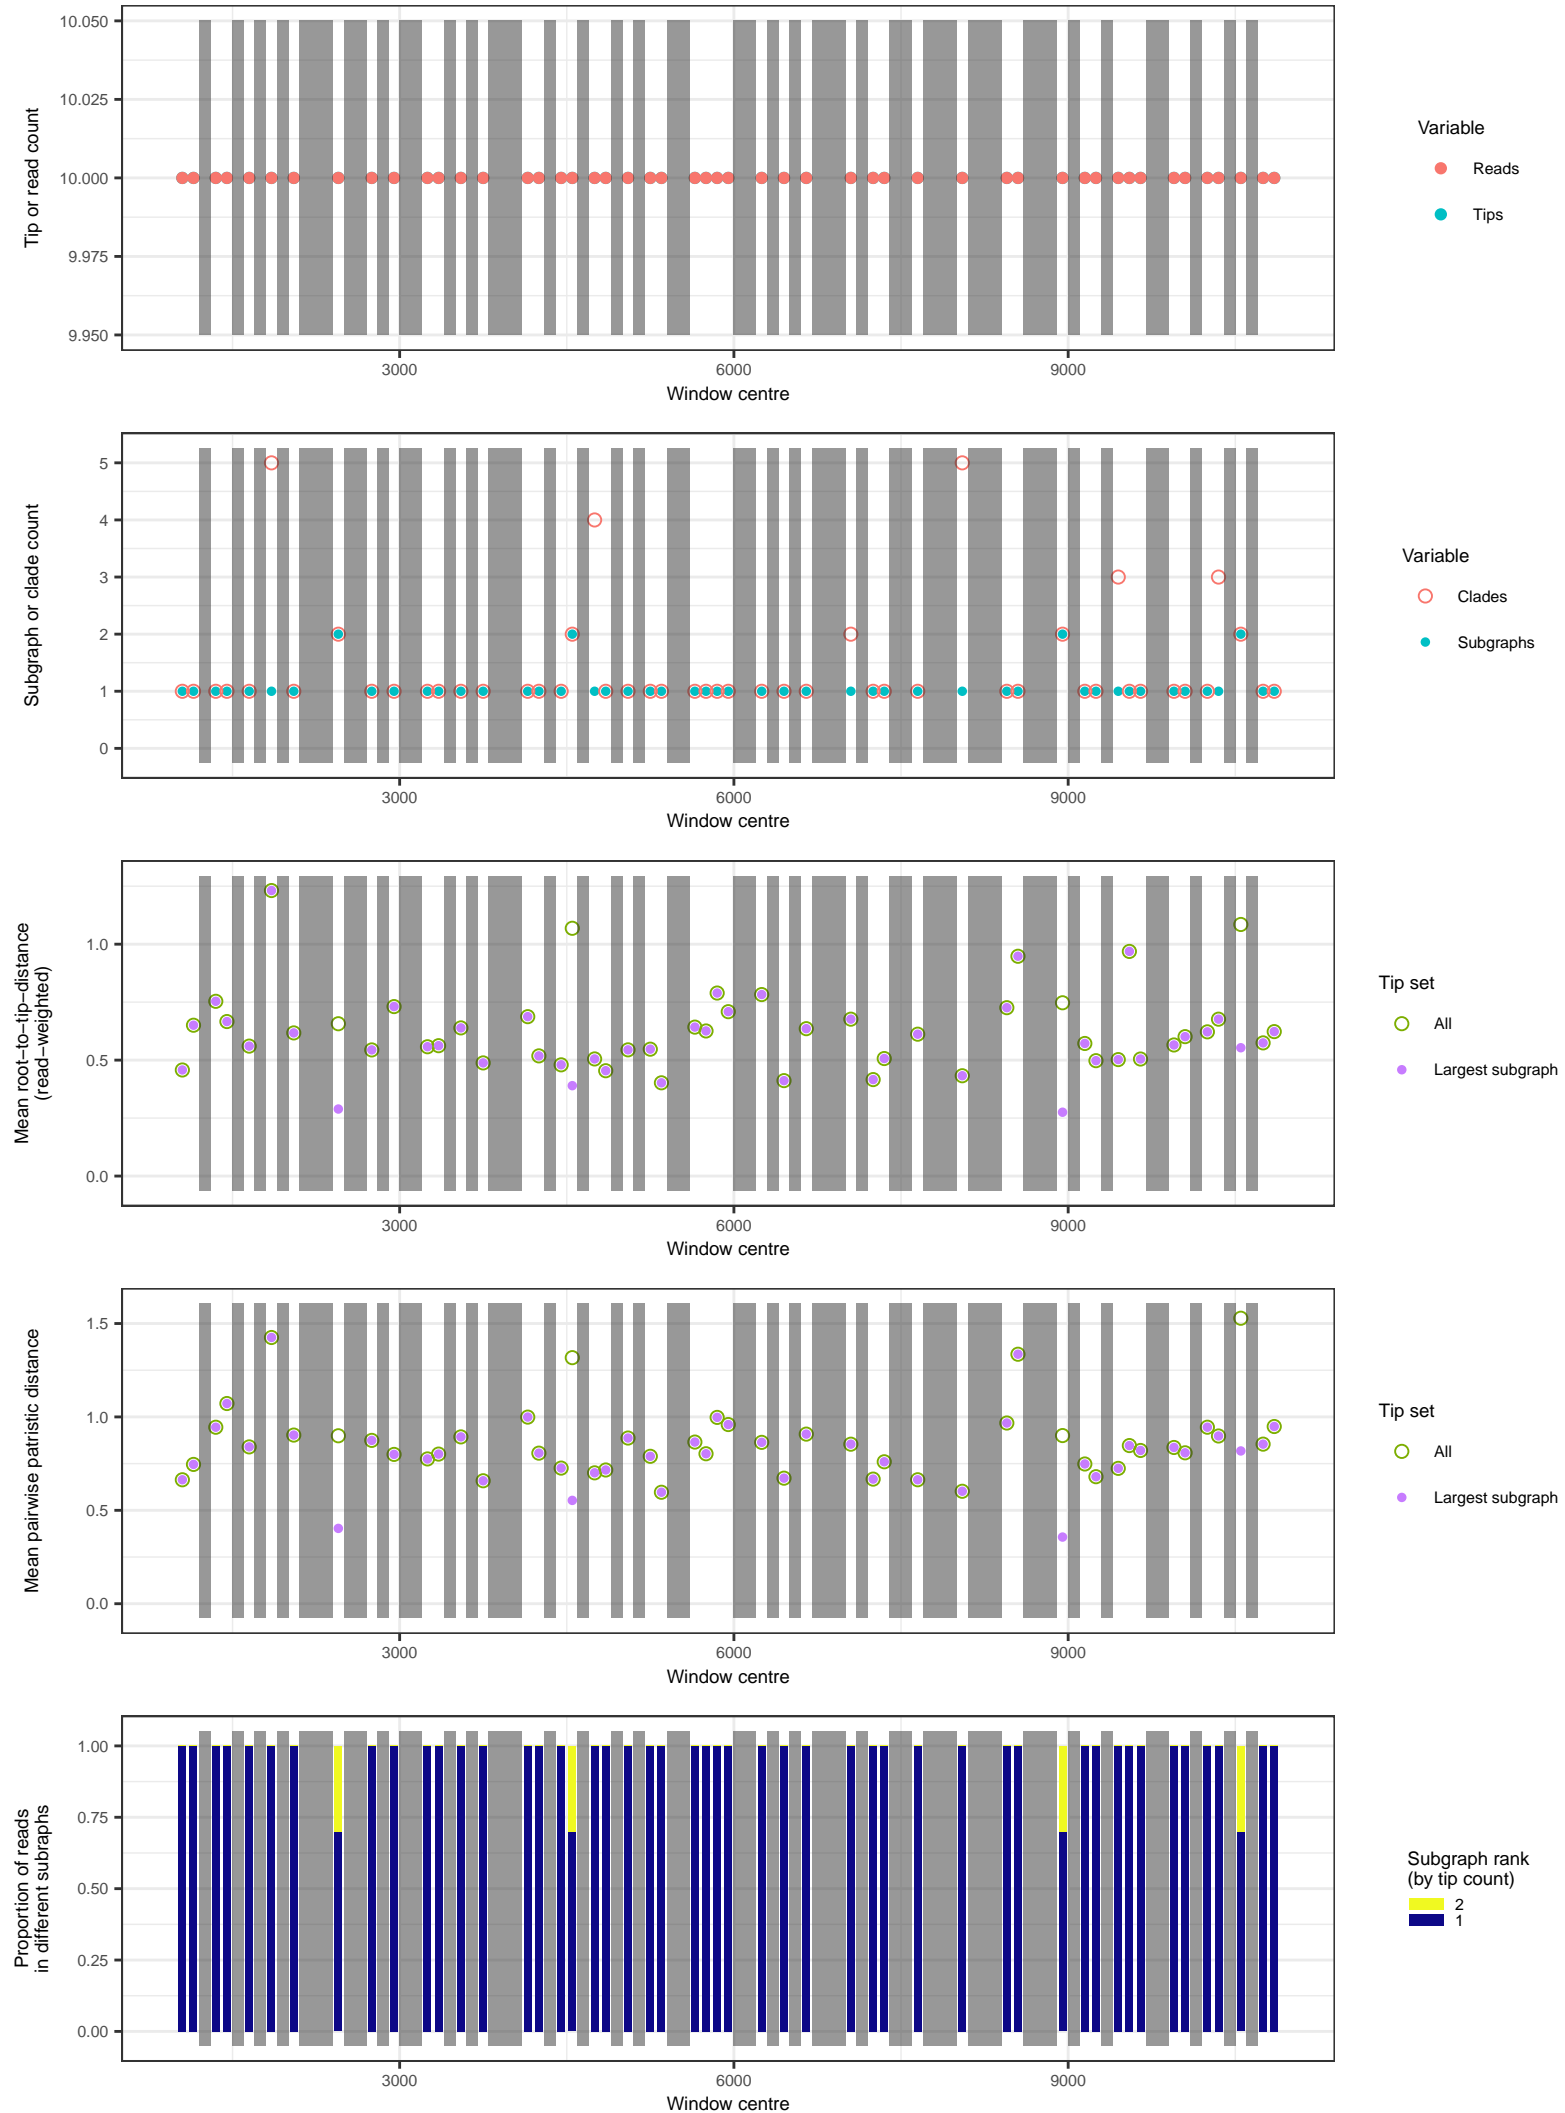 10.050
10.025
10.000
9.975
9.950
Tip or read count
3000
6000
9000
Window centre
Variable
Reads
Tips
5
4
3
2
1
0
Subgraph or clade count
3000
6000
9000
Window centre
Variable
Clades
Subgraphs
1.0
0.5
0.0
Mean root−to−tip−distance
(read−weighted)
3000
6000
9000
Window centre
Tip set
All
Largest subgraph
1.5
1.0
0.5
0.0
Mean pairwise patristic distance
3000
6000
9000
Window centre
Tip set
All
Largest subgraph
1.00
0.75
0.50
0.25
0.00
Proportion of reads
in different subraphs
3000
6000
9000
Window centre
Subgraph rank
(by tip count)
2
1